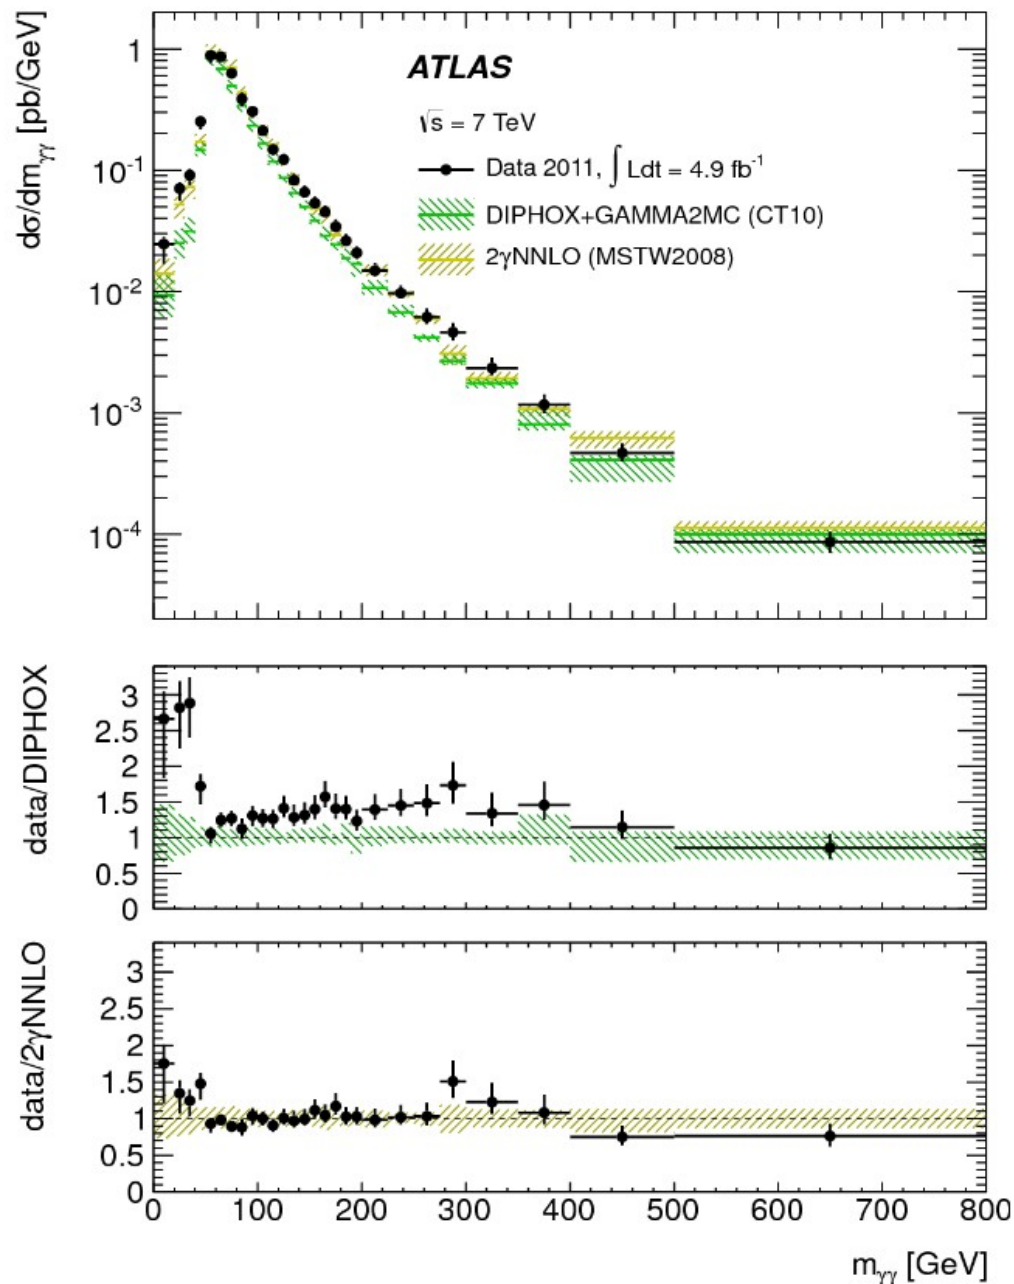 dσ/dmγγ [pb/GeV]
1
10⁻¹
10⁻²
10⁻³
10⁻⁴
ATLAS
√s = 7 TeV
Data 2011, ∫ Ldt = 4.9 fb⁻¹
DIPHOX+GAMMA2MC (CT10)
2γNNLO (MSTW2008)
data/DIPHOX
3
2.5
2
1.5
1
0.5
0
data/2γNNLO
3
2.5
2
1.5
1
0.5
0
0 100 200 300 400 500 600 700 800
mγγ [GeV]